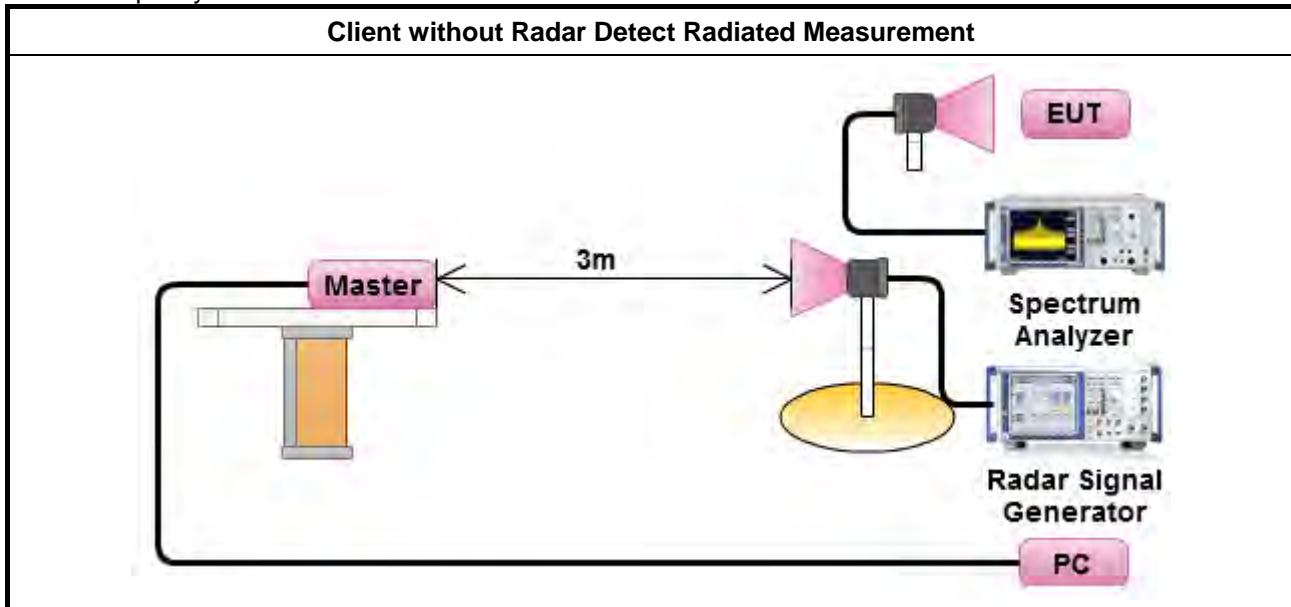 Client without Radar Detect Radiated Measurement
EUT
3m
Master
Spectrum
Analyzer
Radar Signal
Generator
PC